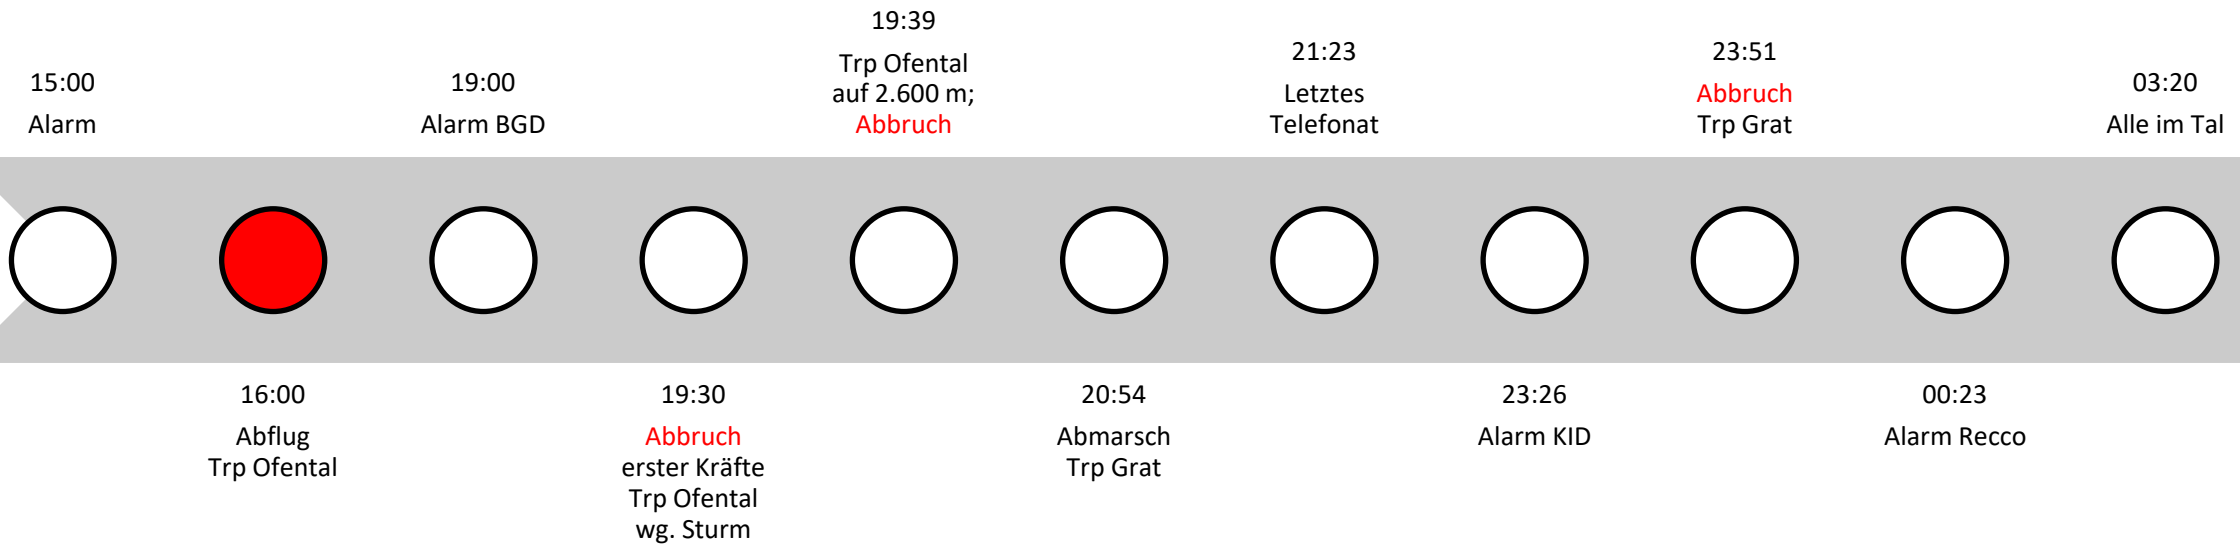 15:00
Alarm
16:00
Abflug
Trp Ofental
19:00
Alarm BGD
19:30
Abbruch
erster Kräfte
Trp Ofental
wg. Sturm
19:39
Trp Ofental
auf 2.600 m;
Abbruch
20:54
Abmarsch
Trp Grat
21:23
Letztes
Telefonat
23:26
Alarm KID
23:51
Abbruch
Trp Grat
00:23
Alarm Recco
03:20
Alle im Tal